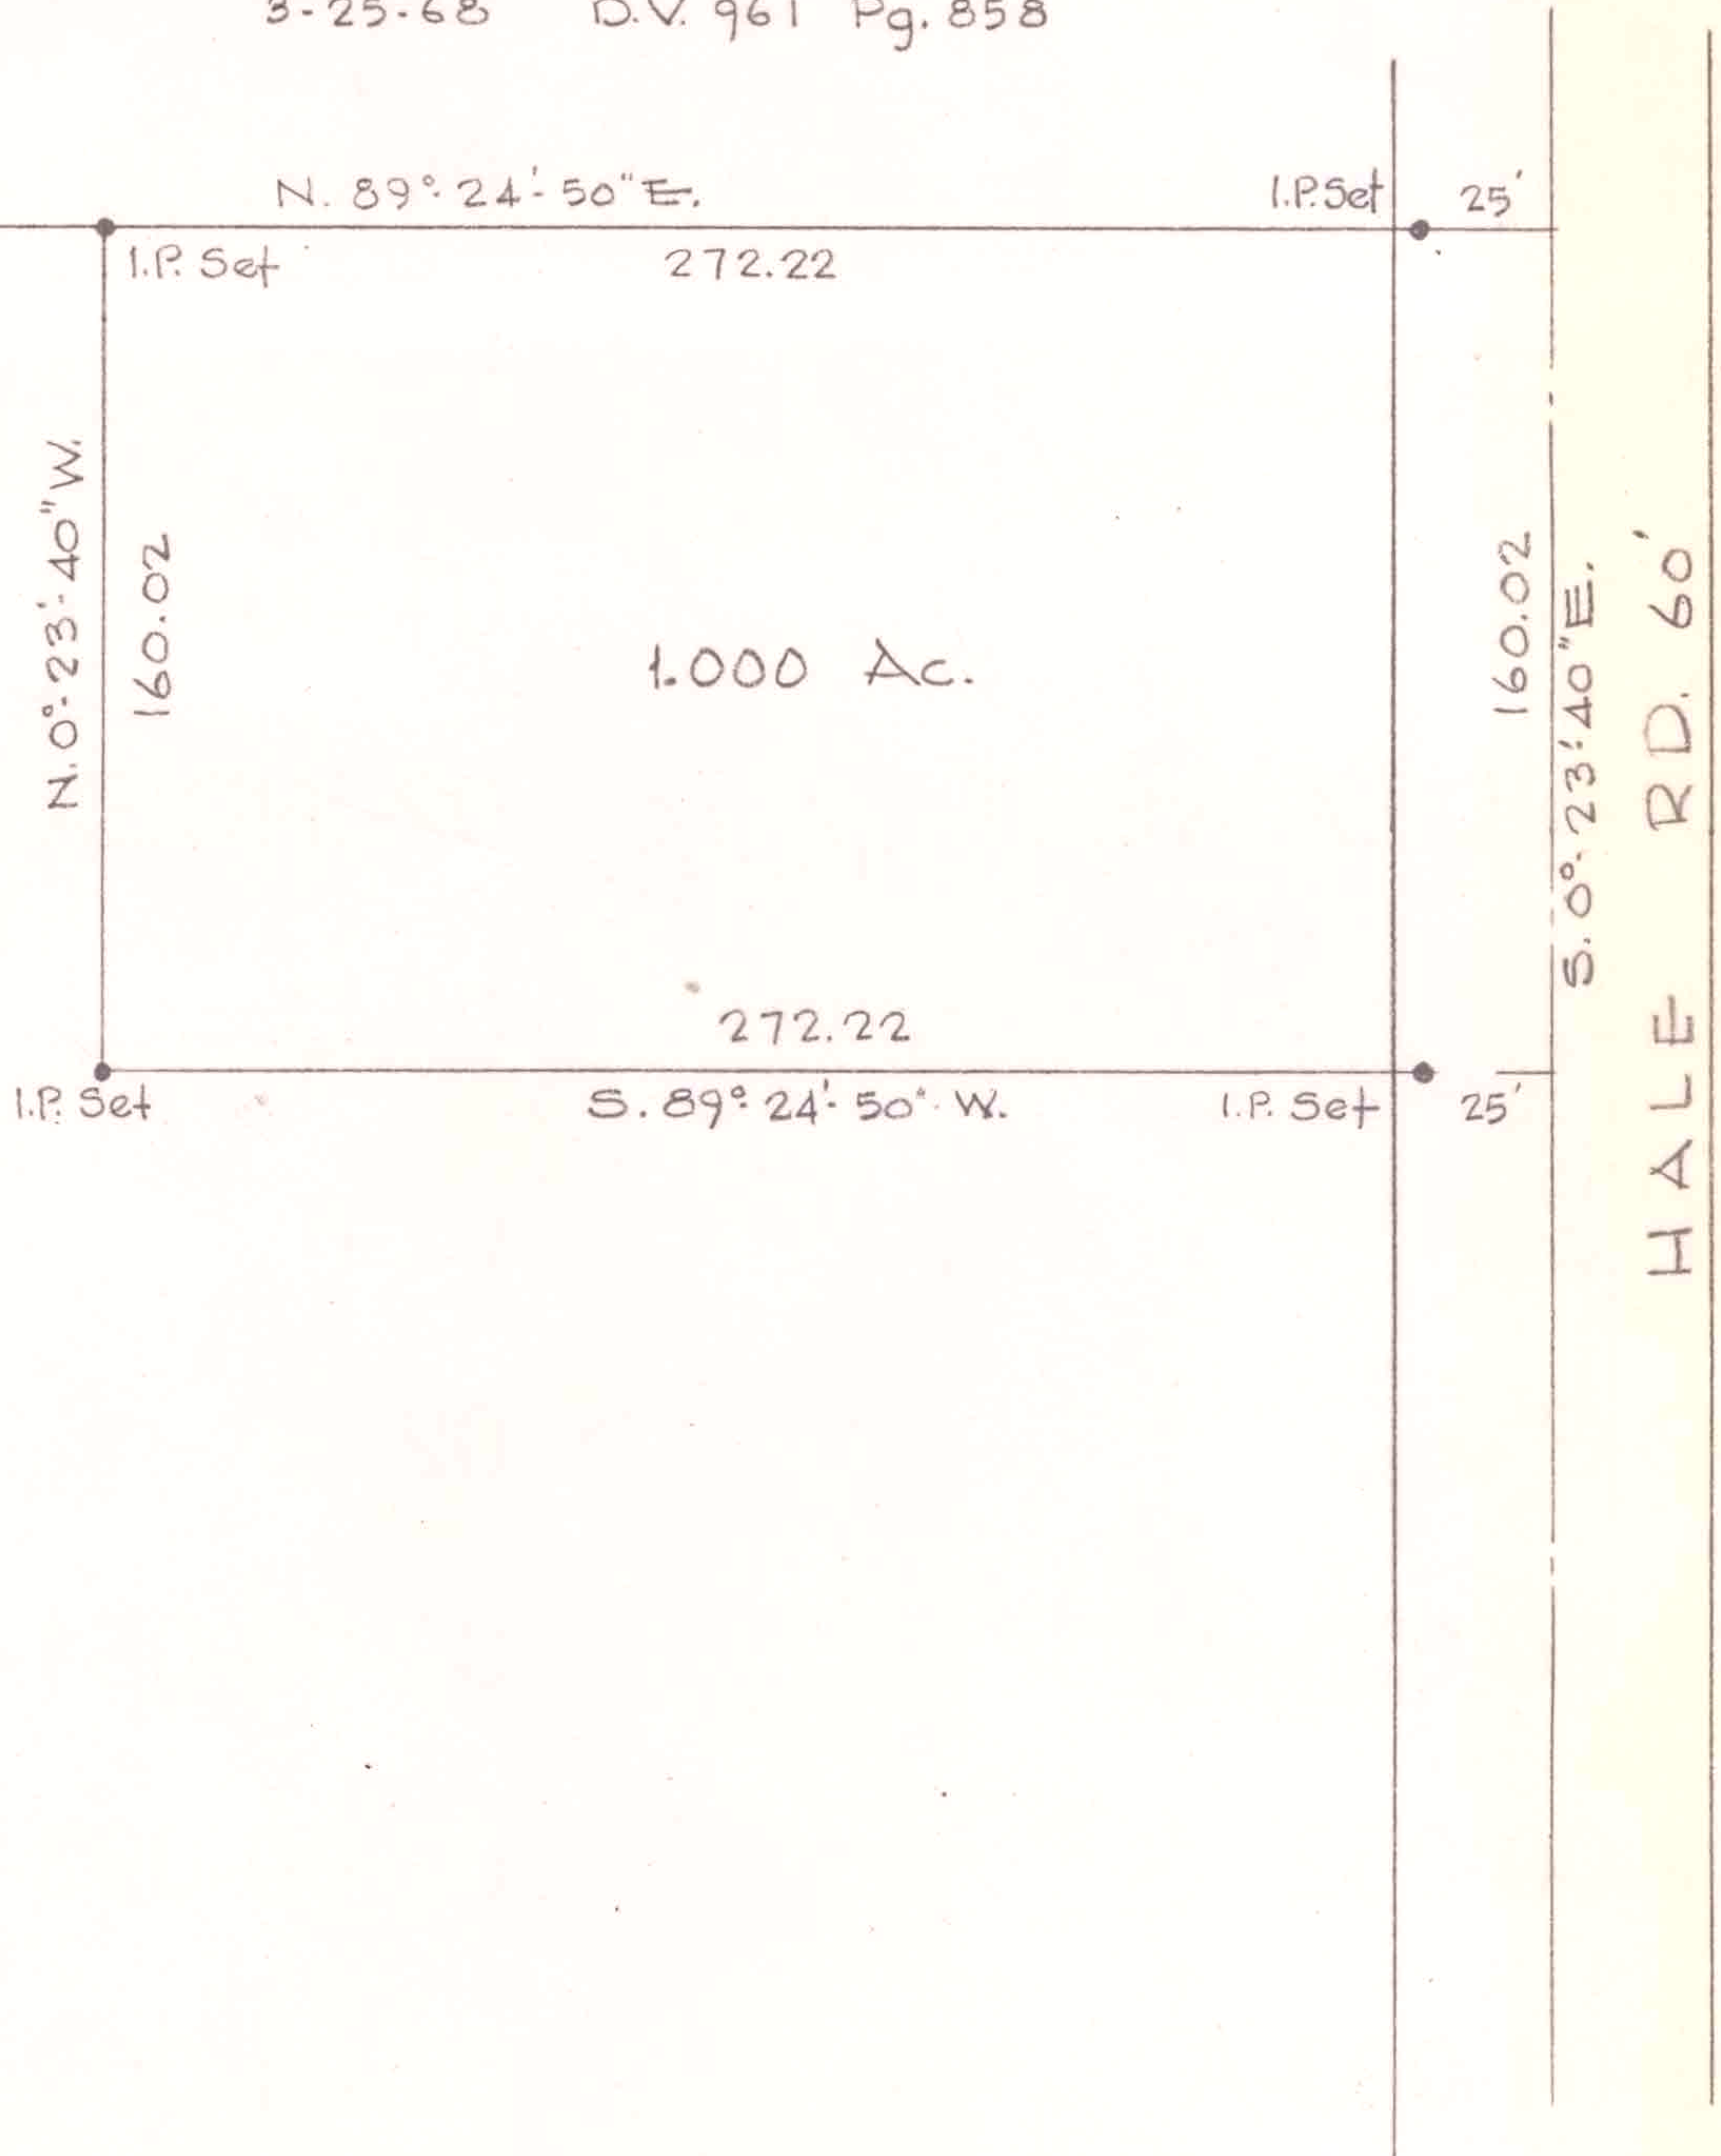 3-25-68 D.V. 961 Pg. 858
N. 89°-24'-50" E.
I.P. Set
25'
I.P. Set
272.22
N. 0°-23'-40" W.
160.02
1.000 Ac.
160.02
S. 0°-23'-40" E.
HALE RD. 60'
272.22
I.P. Set
S. 89°-24'-50" W.
I.P. Set
25'